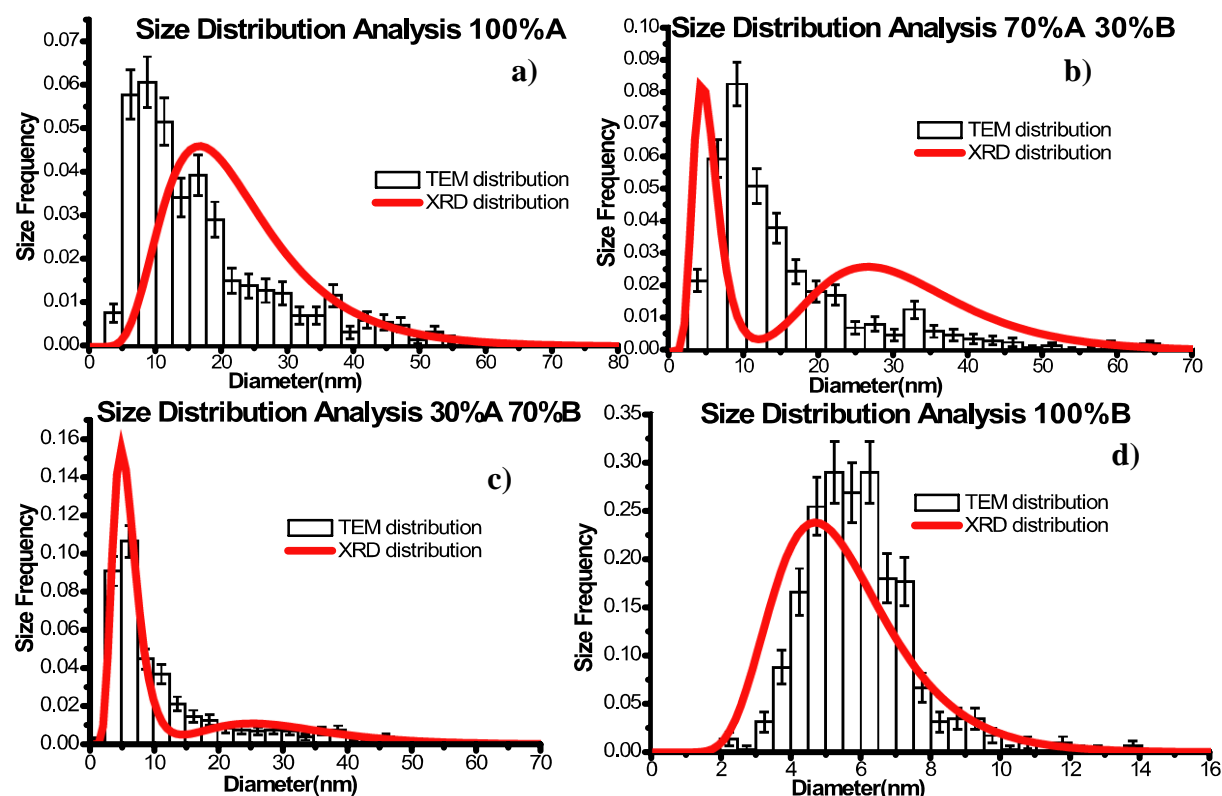 Size Distribution Analysis 100%A
a)
0.07
0.06
0.05
0.04
0.03
0.02
0.01
0.00
Size Frequency
TEM distribution
XRD distribution
0 10 20 30 40 50 60 70 80
Diameter(nm)
Size Distribution Analysis 70%A 30%B
b)
0.10
0.09
0.08
0.07
0.06
0.05
0.04
0.03
0.02
0.01
0.00
Size Frequency
TEM distribution
XRD distribution
0 10 20 30 40 50 60 70
Diameter(nm)
Size Distribution Analysis 30%A 70%B
c)
0.16
0.14
0.12
0.10
0.08
0.06
0.04
0.02
0.00
Size Frequency
TEM distribution
XRD distribution
0 10 20 30 40 50 60 70
Diameter(nm)
Size Distribution Analysis 100%B
d)
0.35
0.30
0.25
0.20
0.15
0.10
0.05
0.00
Size Frequency
TEM distribution
XRD distribution
0 2 4 6 8 10 12 14 16
Diameter(nm)